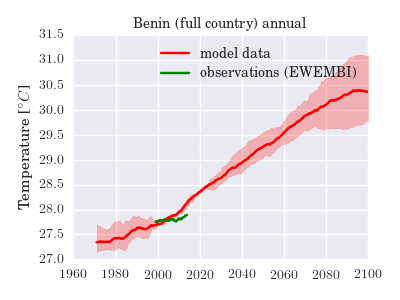 Benin (full country) annual
31.5
31.0
30.5
30.0
29.5
29.0
28.5
28.0
27.5
27.0
Temperature [°C]
model data
observations (EWEMBI)
1960 1980 2000 2020 2040 2060 2080 2100